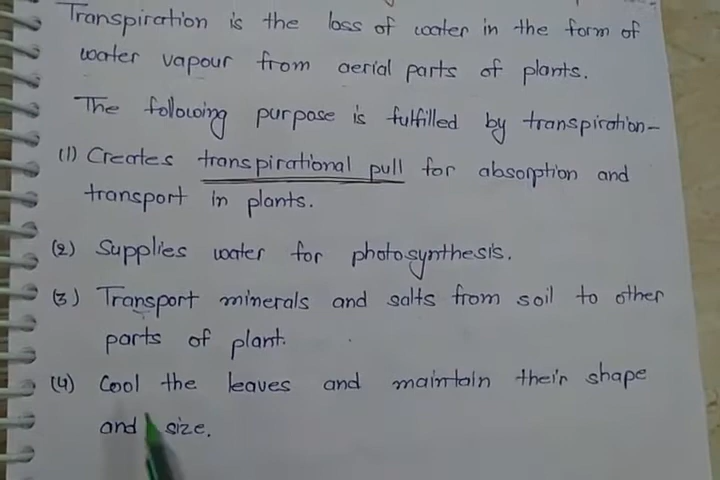 Transpiration is the loss of water in the form of
water vapour from aerial parts of plants.
The following purpose is fulfilled by transpiration-
(1) Creates transpirational pull for absorption and
transport in plants.
(2) Supplies water for photosynthesis.
(3) Transport minerals and salts from soil to other
parts of plant.
(4) Cool the leaves and maintain their shape
and size.